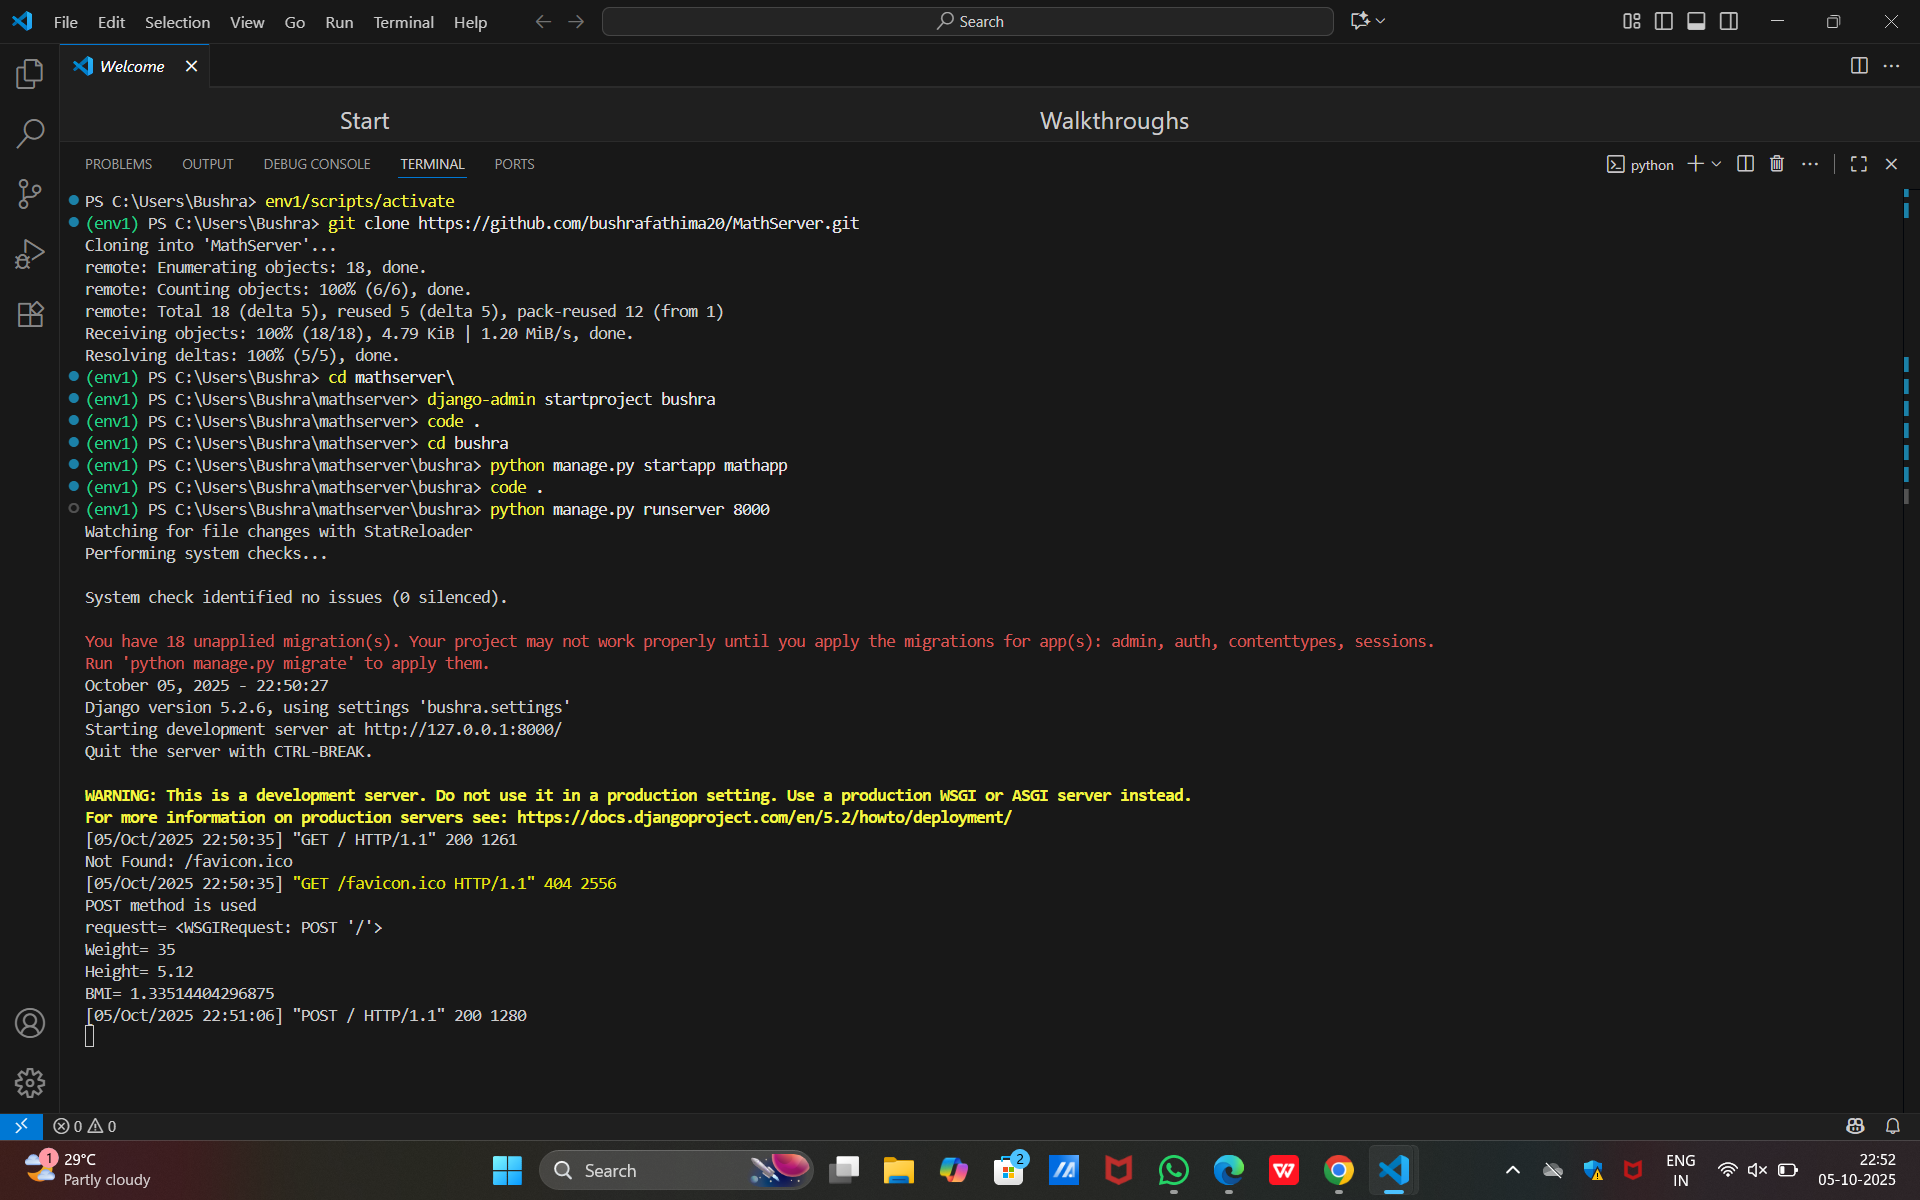 File Edit Selection View Go Run Terminal Help Search
Welcome
Start Walkthroughs
PROBLEMS OUTPUT DEBUG CONSOLE TERMINAL PORTS python
PS C:\Users\Bushra> env1/scripts/activate
(env1) PS C:\Users\Bushra> git clone https://github.com/bushrafathima20/MathServer.git
Cloning into 'MathServer'...
remote: Enumerating objects: 18, done.
remote: Counting objects: 100% (6/6), done.
remote: Total 18 (delta 5), reused 5 (delta 5), pack-reused 12 (from 1)
Receiving objects: 100% (18/18), 4.79 KiB | 1.20 MiB/s, done.
Resolving deltas: 100% (5/5), done.
(env1) PS C:\Users\Bushra> cd mathserver\
(env1) PS C:\Users\Bushra\mathserver> django-admin startproject bushra
(env1) PS C:\Users\Bushra\mathserver> code .
(env1) PS C:\Users\Bushra\mathserver> cd bushra
(env1) PS C:\Users\Bushra\mathserver\bushra> python manage.py startapp mathapp
(env1) PS C:\Users\Bushra\mathserver\bushra> code .
(env1) PS C:\Users\Bushra\mathserver\bushra> python manage.py runserver 8000
Watching for file changes with StatReloader
Performing system checks...
System check identified no issues (0 silenced).
You have 18 unapplied migration(s). Your project may not work properly until you apply the migrations for app(s): admin, auth, contenttypes, sessions.
Run 'python manage.py migrate' to apply them.
October 05, 2025 - 22:50:27
Django version 5.2.6, using settings 'bushra.settings'
Starting development server at http://127.0.0.1:8000/
Quit the server with CTRL-BREAK.
WARNING: This is a development server. Do not use it in a production setting. Use a production WSGI or ASGI server instead.
For more information on production servers see: https://docs.djangoproject.com/en/5.2/howto/deployment/
[05/Oct/2025 22:50:35] "GET / HTTP/1.1" 200 1261
Not Found: /favicon.ico
[05/Oct/2025 22:50:35] "GET /favicon.ico HTTP/1.1" 404 2556
POST method is used
requestt= <WSGIRequest: POST '/'>
Weight= 35
Height= 5.12
BMI= 1.33514404296875
[05/Oct/2025 22:51:06] "POST / HTTP/1.1" 200 1280
0 0
1 29°C
Partly cloudy
Search
2
W
ENG
IN
22:52
05-10-2025